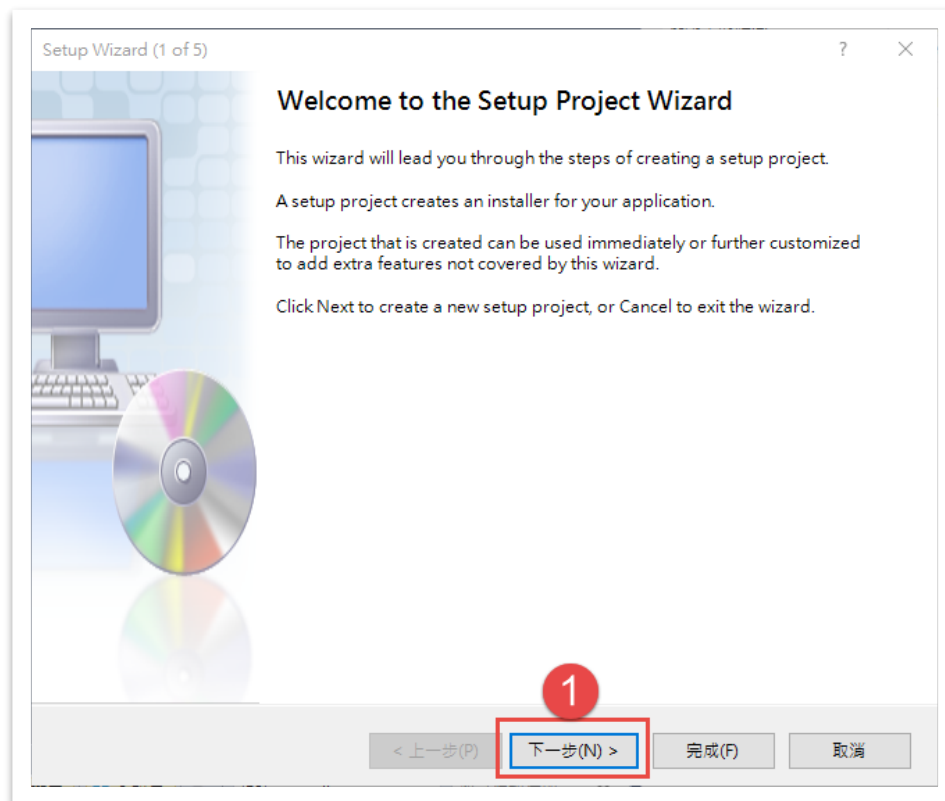 Setup Wizard (1 of 5)
?
Welcome to the Setup Project Wizard
This wizard will lead you through the steps of creating a setup project.
A setup project creates an installer for your application.
The project that is created can be used immediately or further customized
to add extra features not covered by this wizard.
Click Next to create a new setup project, or Cancel to exit the wizard.
1
< 上一步(P) 下一步(N) > 完成(F) 取消